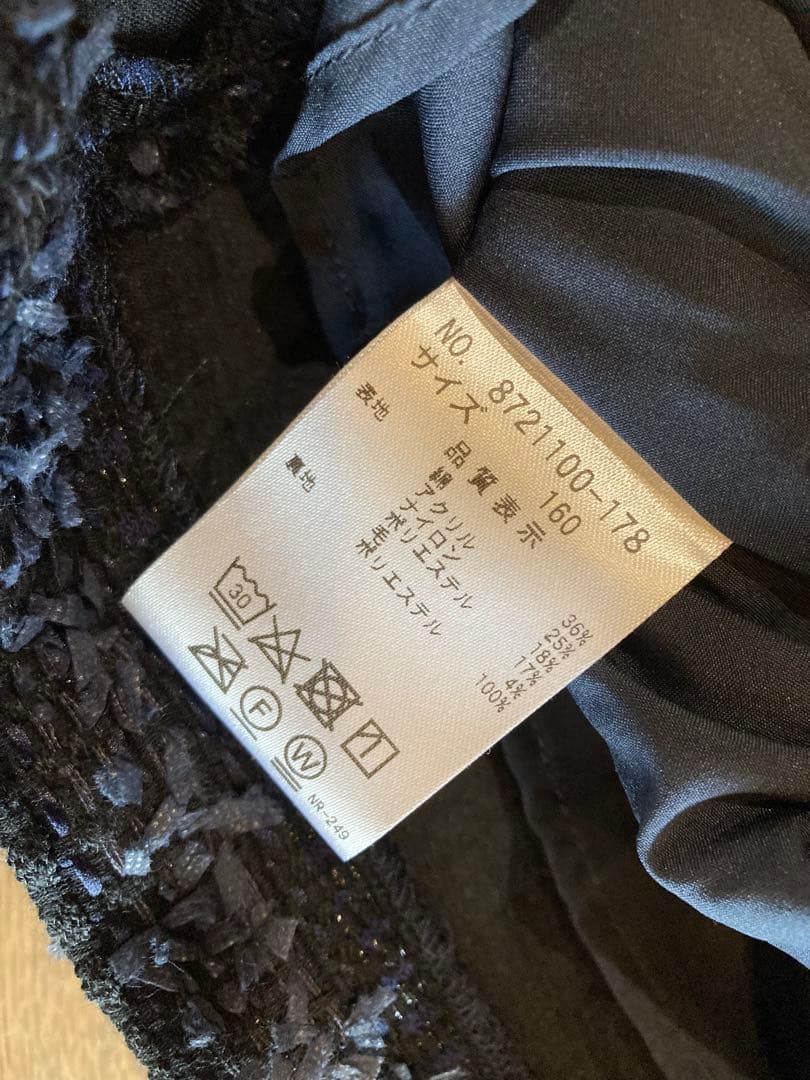 NO. 8721100-178
サイズ 160
品質表示
表地 綿 36%
アクリル 25%
ナイロン 18%
ポリエステル 17%
毛 4%
裏地 ポリエステル 100%
30
F
W
NR-249